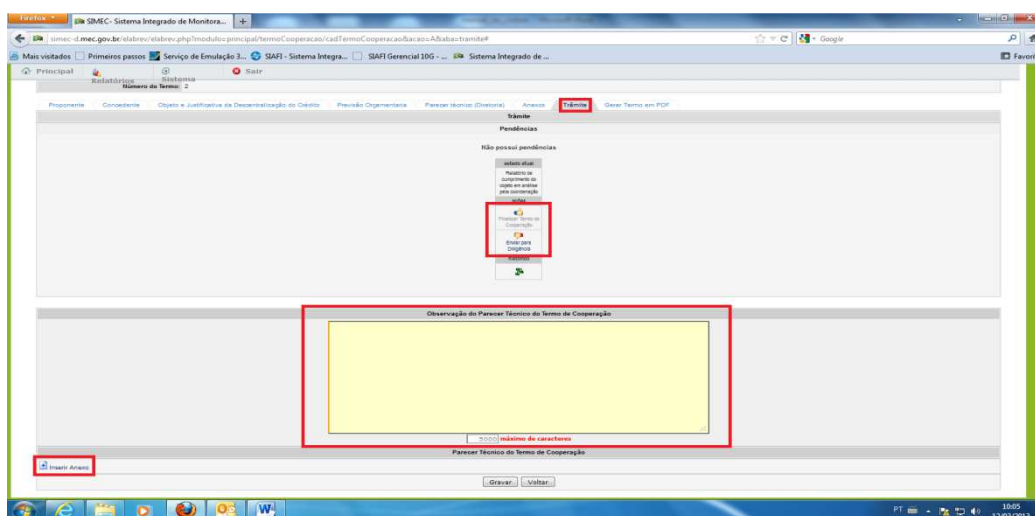 Firefox
SIMEC- Sistema Integrado de Monitora...
simec-d.mec.gov.br/elabrev/elabrev.php?modulo=principal/termoCooperacao/cadTermoCooperacao&acao=A&aba=tramite#
Google
Mais visitados Primeiros passos Serviço de Emulação 3... SIAFI - Sistema Integra... SIAFI Gerencial 10G - ... Sistema Integrado de ...
Favori
Principal Relatórios Sistema Sair
Número do Termo: 2
Proponente Concedente Objeto e Justificativa da Descentralização do Crédito Previsão Orçamentária Parecer técnico (Diretoria) Anexos Trâmite Gerar Termo em PDF
Trâmite
Pendências
Não possui pendências
estado atual
Relatório de
cumprimento do
objeto em análise
pela coordenação
ações
Termo de
Cooperação
Enviar para
Diligência
histórico
Observação do Parecer Técnico do Termo de Cooperação
5000 máximo de caracteres
Parecer Técnico do Termo de Cooperação
Inserir Anexo
Gravar Voltar
PT
10:05